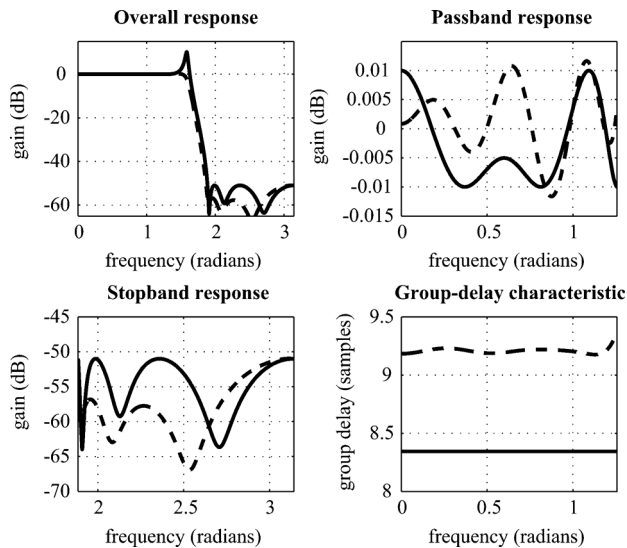 Overall response
0
-20
-40
-60
gain (dB)
0
1
2
3
frequency (radians)
Passband response
0.01
0.005
0
-0.005
-0.01
-0.015
gain (dB)
0
0.5
1
frequency (radians)
Stopband response
-45
-50
-55
-60
-65
-70
gain (dB)
2
2.5
3
frequency (radians)
Group-delay characteristic
9.5
9
8.5
8
group delay (samples)
0
0.5
1
frequency (radians)